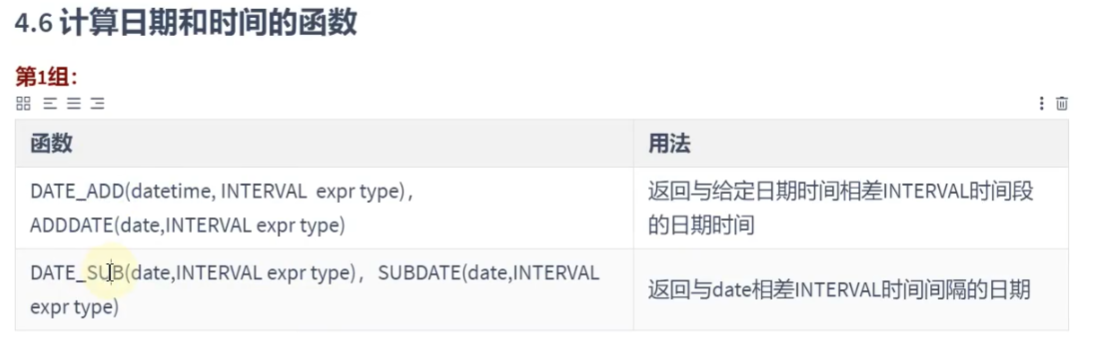 4.6 计算日期和时间的函数
第1组：
函数
用法
DATE_ADD(datetime, INTERVAL  expr type)，
ADDDATE(date,INTERVAL expr type)
返回与给定日期时间相差INTERVAL时间段
的日期时间
DATE_SUB(date,INTERVAL expr type)，SUBDATE(date,INTERVAL
expr type)
返回与date相差INTERVAL时间间隔的日期